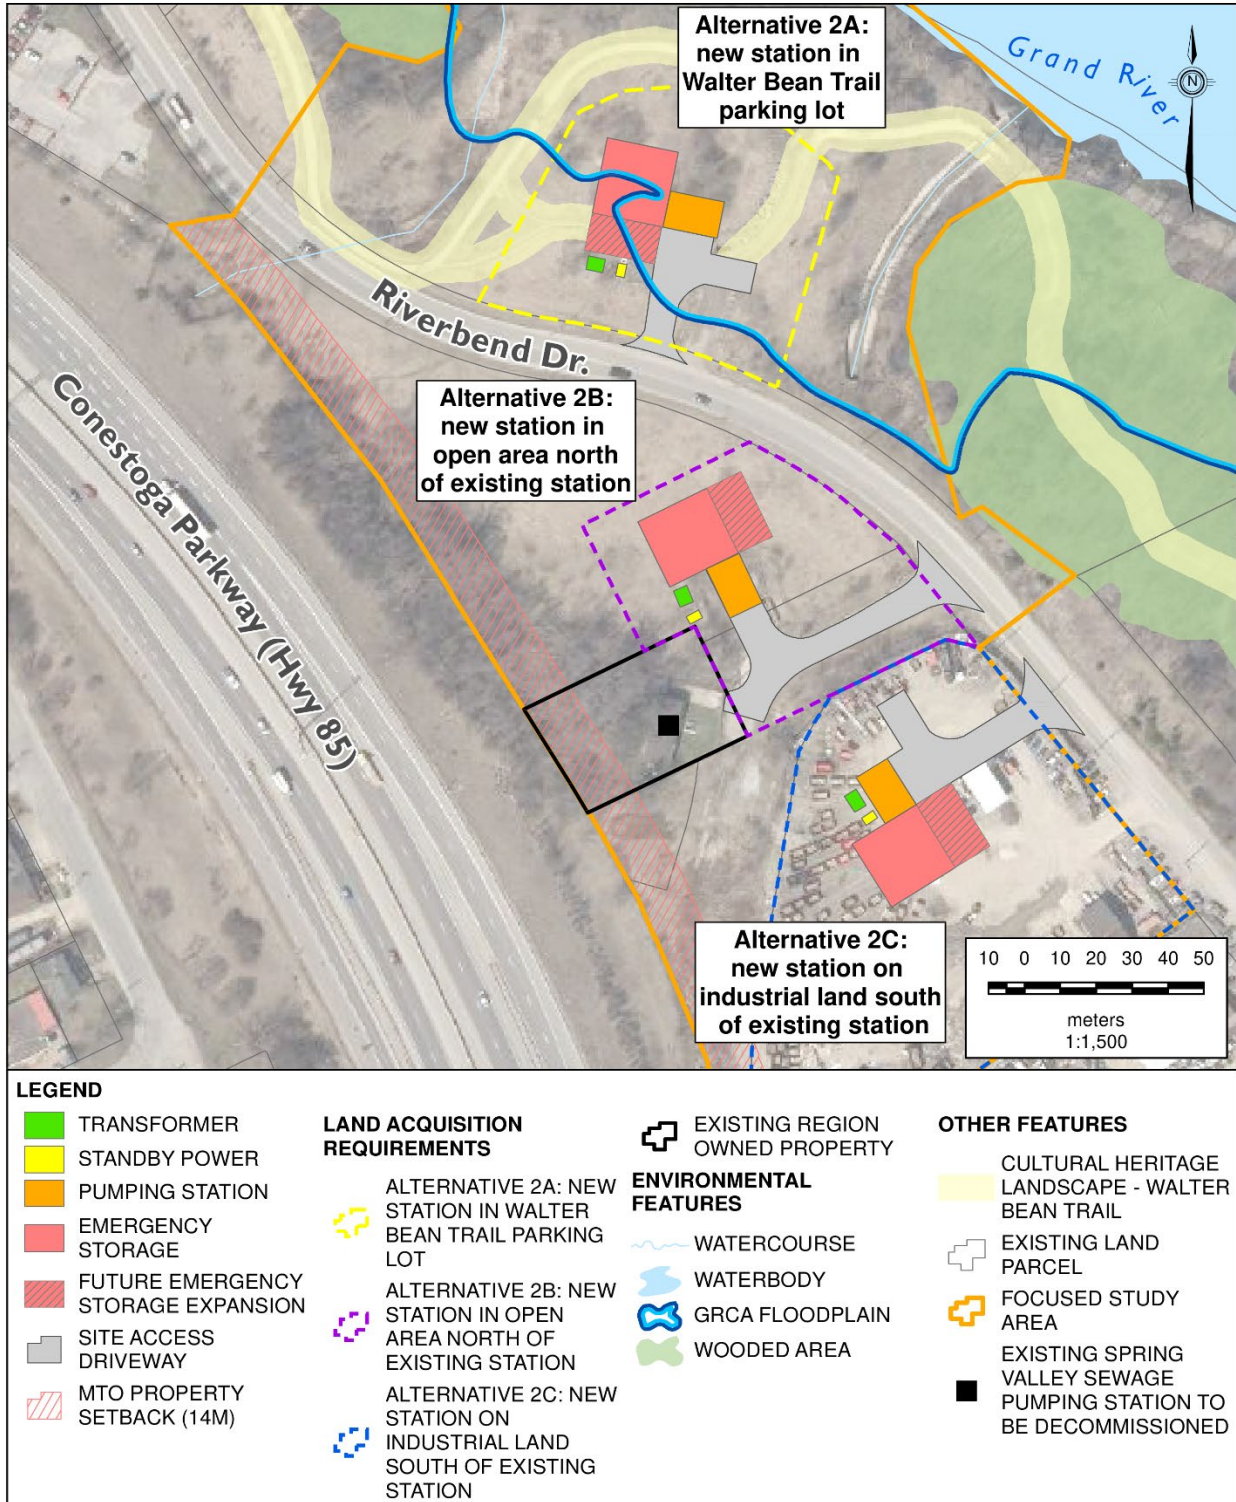 Alternative 2A:
new station in
Walter Bean Trail
parking lot
Grand River
N
Riverbend Dr.
Conestoga Parkway (Hwy 85)
Alternative 2B:
new station in
open area north
of existing station
Alternative 2C:
new station on
industrial land south
of existing station
10 0 10 20 30 40 50
meters
1:1,500
LEGEND
TRANSFORMER
STANDBY POWER
PUMPING STATION
EMERGENCY
STORAGE
FUTURE EMERGENCY
STORAGE EXPANSION
SITE ACCESS
DRIVEWAY
MTO PROPERTY
SETBACK (14M)
LAND ACQUISITION
REQUIREMENTS
ALTERNATIVE 2A: NEW
STATION IN WALTER
BEAN TRAIL PARKING
LOT
ALTERNATIVE 2B: NEW
STATION IN OPEN
AREA NORTH OF
EXISTING STATION
ALTERNATIVE 2C: NEW
STATION ON
INDUSTRIAL LAND
SOUTH OF EXISTING
STATION
EXISTING REGION
OWNED PROPERTY
ENVIRONMENTAL
FEATURES
WATERCOURSE
WATERBODY
GRCA FLOODPLAIN
WOODED AREA
OTHER FEATURES
CULTURAL HERITAGE
LANDSCAPE - WALTER
BEAN TRAIL
EXISTING LAND
PARCEL
FOCUSED STUDY
AREA
EXISTING SPRING
VALLEY SEWAGE
PUMPING STATION TO
BE DECOMMISSIONED